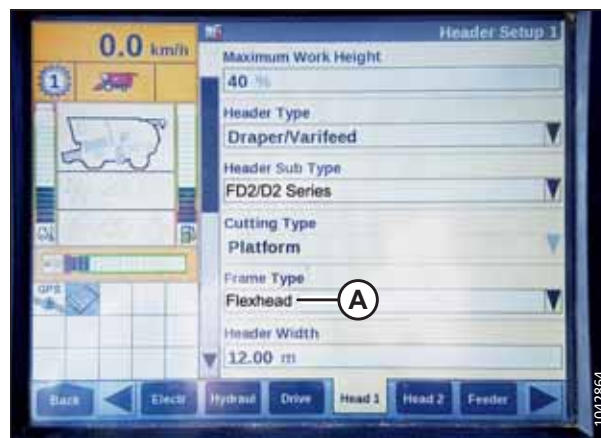 0.0 km/h
Header Setup 1
1
Maximum Work Height
40 %
Header Type
Draper/Varifeed
Header Sub Type
FD2/D2 Series
Cutting Type
Platform
Frame Type
Flexhead
A
GPS
Header Width
12.00 m
Back
Electr
Hydraul
Drive
Head 1
Head 2
Feeder
1042864